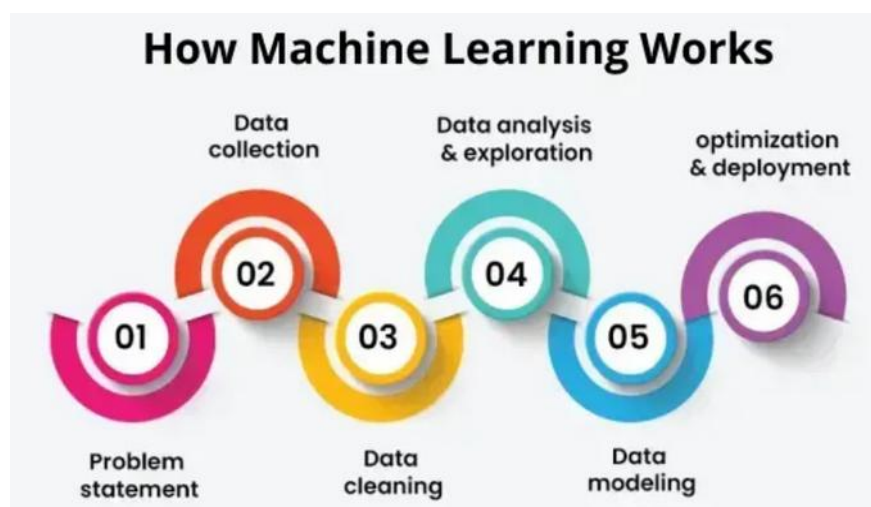 How Machine Learning Works
01
Problem
statement
02
Data
collection
03
Data
cleaning
04
Data analysis
& exploration
05
Data
modeling
06
optimization
& deployment